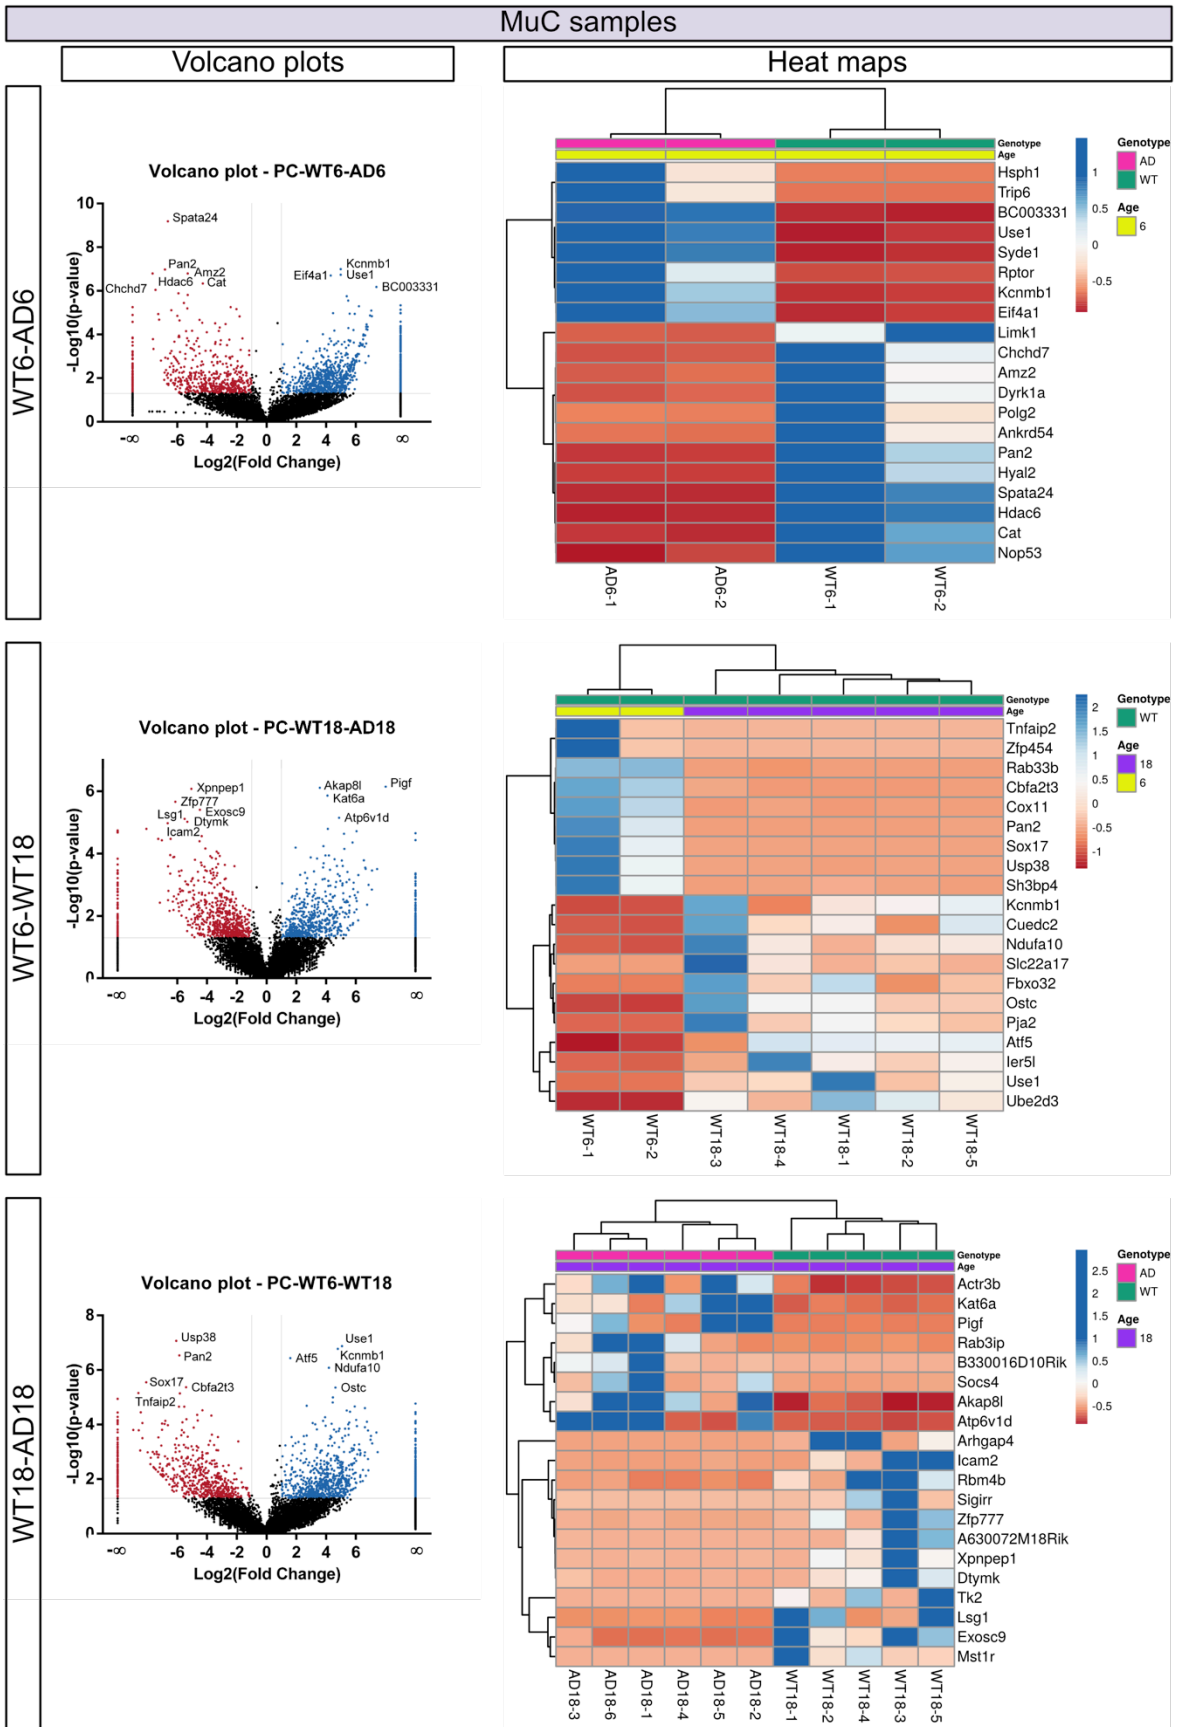 MuC samples
Volcano plots
Heat maps
WT6-AD6
Volcano plot - PC-WT6-AD6
-Log10(p-value)
10
8
6
4
2
0
Spata24
Pan2
Amz2
Hdac6
Cat
Chchd7
Kcnmb1
Eif4a1
Use1
BC003331
-∞ -6 -4 -2 0 2 4 6 ∞
Log2(Fold Change)
Genotype
Age
Hsph1
Trip6
BC003331
Use1
Syde1
Rptor
Kcnmb1
Eif4a1
Limk1
Chchd7
Amz2
Dyrk1a
Polg2
Ankrd54
Pan2
Hyal2
Spata24
Hdac6
Cat
Nop53
AD6-1
AD6-2
WT6-1
WT6-2
1
0.5
0
-0.5
Genotype
AD
WT
Age
6
WT6-WT18
Volcano plot - PC-WT18-AD18
-Log10(p-value)
6
4
2
0
Xpnpep1
Zfp777
Lsg1
Exosc9
Dtymk
Icam2
Akap8l
Pigf
Kat6a
Atp6v1d
-∞ -6 -4 -2 0 2 4 6 ∞
Log2(Fold Change)
Genotype
Age
Tnfaip2
Zfp454
Rab33b
Cbfa2t3
Cox11
Pan2
Sox17
Usp38
Sh3bp4
Kcnmb1
Cuedc2
Ndufa10
Slc22a17
Fbxo32
Ostc
Pja2
Atf5
Ier5l
Use1
Ube2d3
WT6-1
WT6-2
WT18-3
WT18-4
WT18-1
WT18-2
WT18-5
2
1.5
1
0.5
0
-0.5
-1
Genotype
WT
Age
18
6
WT18-AD18
Volcano plot - PC-WT6-WT18
-Log10(p-value)
8
6
4
2
0
Usp38
Pan2
Sox17
Cbfa2t3
Tnfaip2
Use1
Atf5
Kcnmb1
Ndufa10
Ostc
-∞ -6 -4 -2 0 2 4 6 ∞
Log2(Fold Change)
Genotype
Age
Actr3b
Kat6a
Pigf
Rab3ip
B330016D10Rik
Socs4
Akap8l
Atp6v1d
Arhgap4
Icam2
Rbm4b
Sigirr
Zfp777
A630072M18Rik
Xpnpep1
Dtymk
Tk2
Lsg1
Exosc9
Mst1r
AD18-3
AD18-6
AD18-1
AD18-4
AD18-5
AD18-2
WT18-1
WT18-2
WT18-4
WT18-3
WT18-5
2.5
2
1.5
1
0.5
0
-0.5
Genotype
AD
WT
Age
18